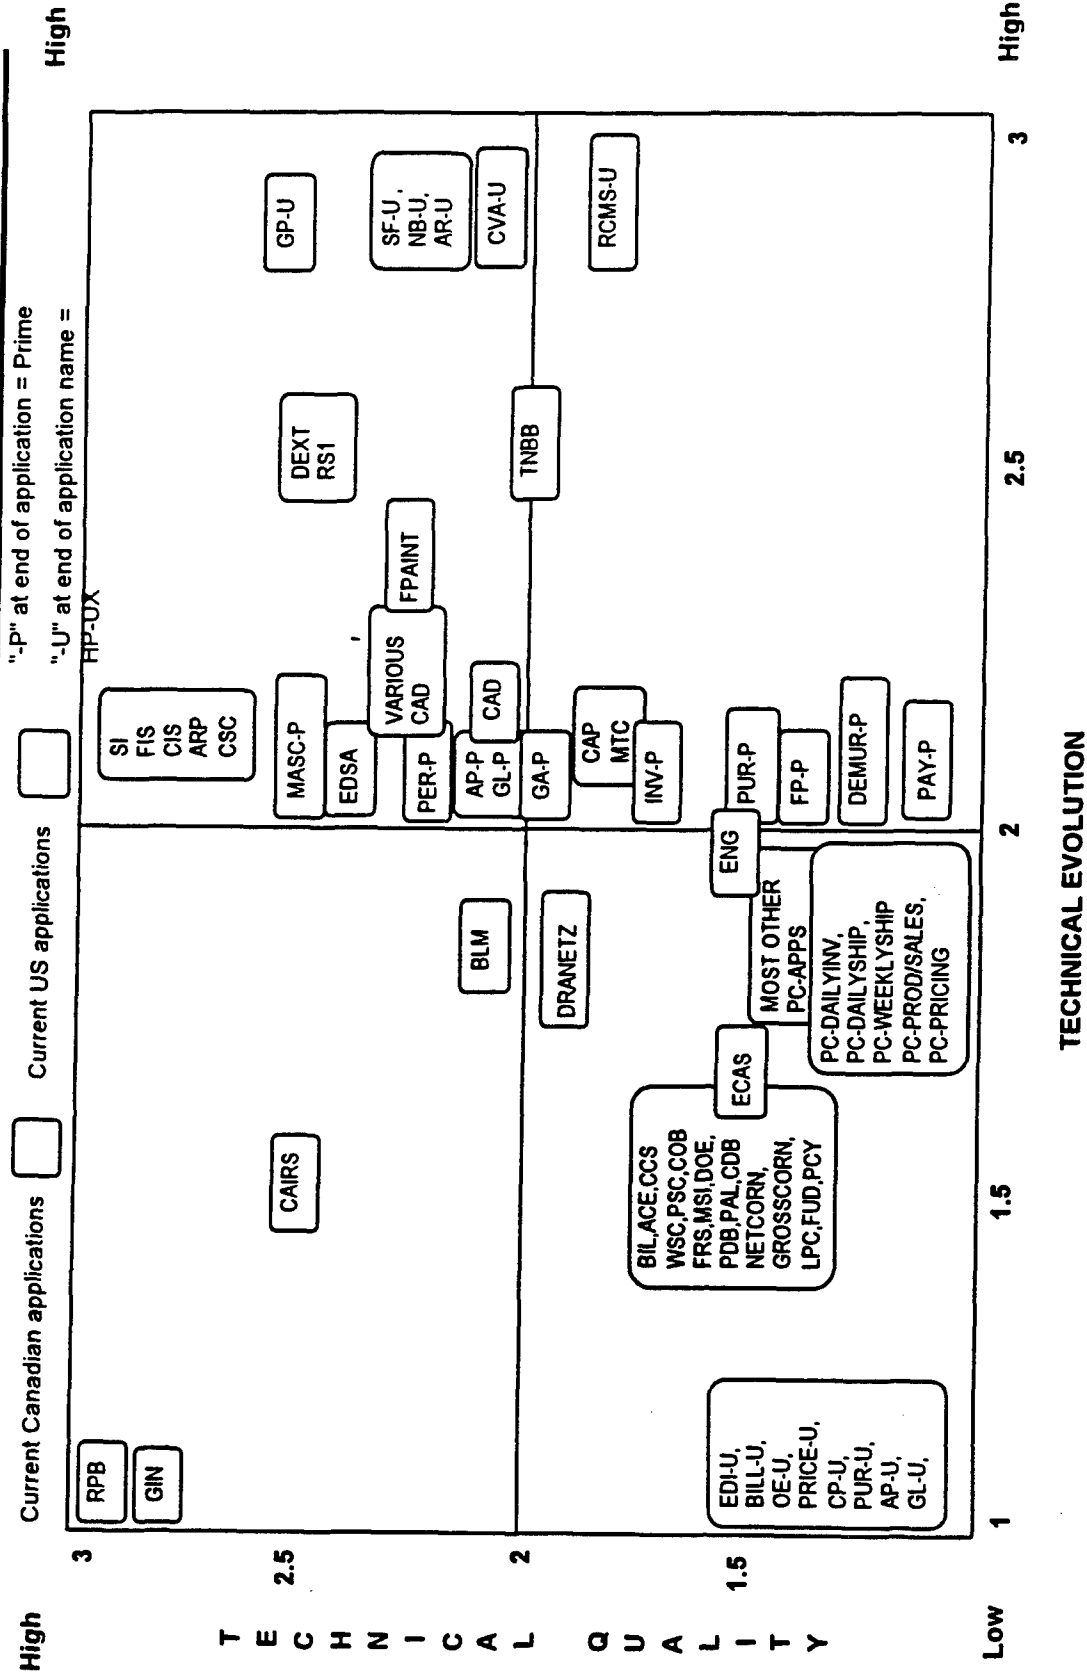 "-P" at end of application = Prime
"-U" at end of application name =
HP-UX
Current Canadian applications
Current US applications
High
High
3
2.5
2
1.5
TECHNICAL QUALITY
Low
RPB
GIN
CAIRS
BLM
DRANETZ
SI
FIS
CIS
ARP
CSC
MASC-P
EDSA
VARIOUS
CAD
PER-P
FPAINT
AP-P
GL-P
CAD
GA-P
CAP
MTC
INV-P
DEXT
RS1
TNBB
GP-U
SF-U,
NB-U,
AR-U
CVA-U
RCMS-U
PUR-P
FP-P
DEMUR-P
PAY-P
ENG
MOST OTHER
PC-APPS
PC-DAILYINV,
PC-DAILYSHIP,
PC-WEEKLYSHIP
PC-PROD/SALES,
PC-PRICING
ECAS
BIL,ACE,CCS
WSC,PSC,COB
FRS,MSI,DOE,
PDB,PAL,CDB
NETCORN,
GROSSCORN,
LPC,FUD,PCY
EDI-U,
BILL-U,
OE-U,
PRICE-U,
CP-U,
PUR-U,
AP-U,
GL-U,
1
1.5
2
2.5
3
High
TECHNICAL EVOLUTION